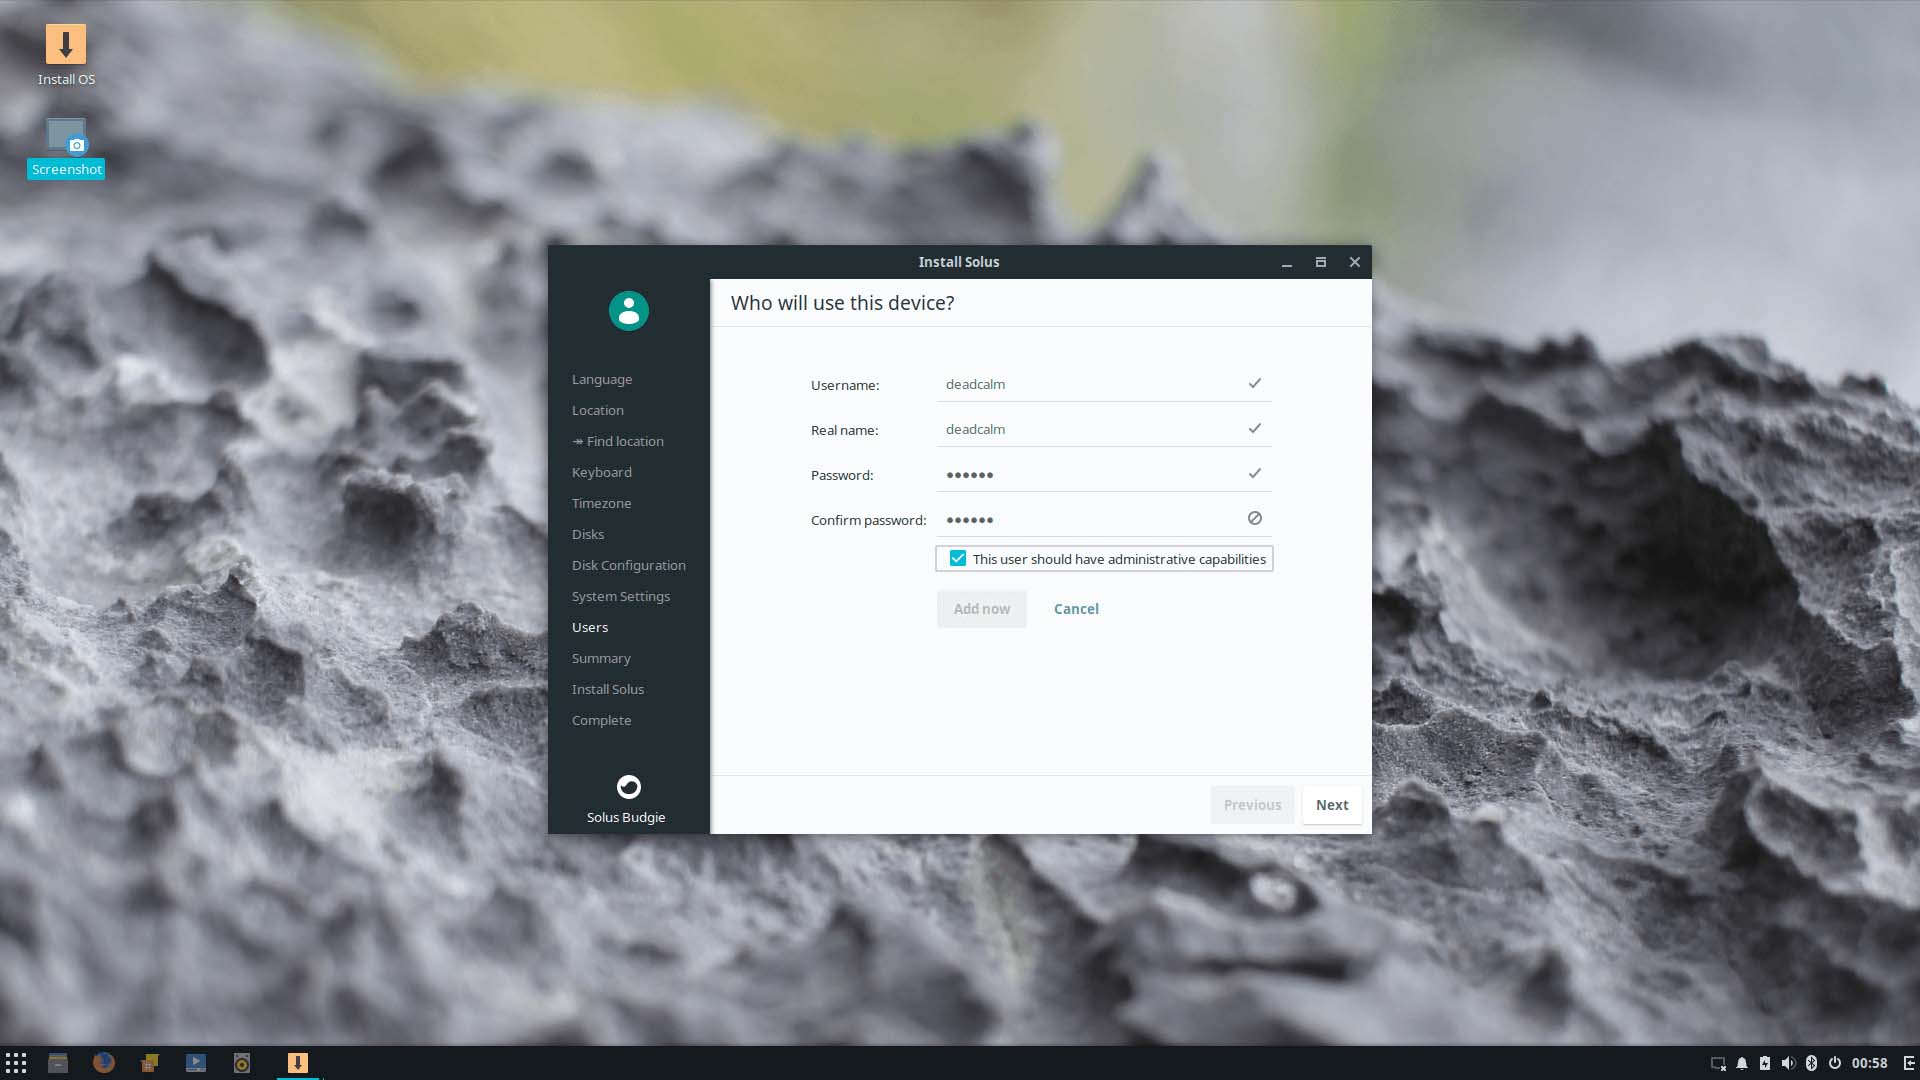 Install OS
Screenshot
Install Solus
Who will use this device?
Language
Location
↠ Find location
Keyboard
Timezone
Disks
Disk Configuration
System Settings
Users
Summary
Install Solus
Complete
Solus Budgie
Username: deadcalm
Real name: deadcalm
Password: ●●●●●●
Confirm password: ●●●●●●
This user should have administrative capabilities
Add now Cancel
Previous Next
00:58